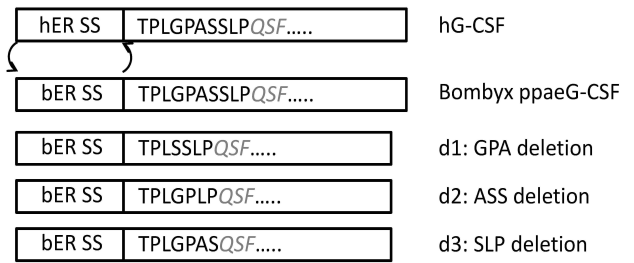 hER SS TPLGPASSLPQSF..... hG-CSF
bER SS TPLGPASSLPQSF..... Bombyx ppaeG-CSF
bER SS TPLSSLPQSF..... d1: GPA deletion
bER SS TPLGPLPQSF..... d2: ASS deletion
bER SS TPLGPASQSF..... d3: SLP deletion